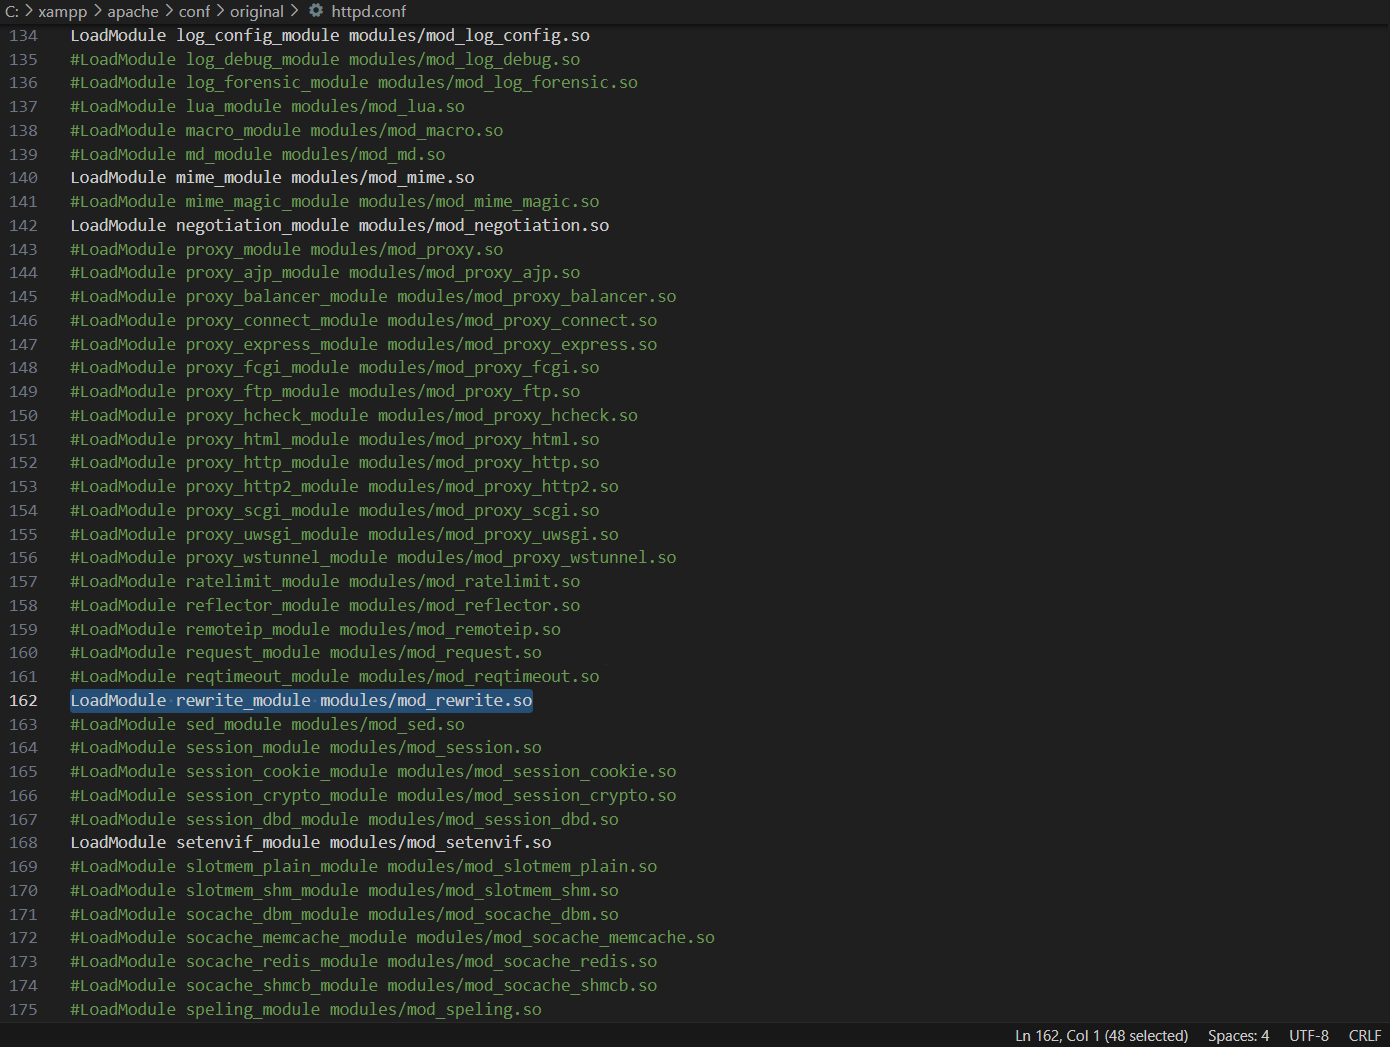 C: > xampp > apache > conf > original > httpd.conf
134 LoadModule log_config_module modules/mod_log_config.so
135 #LoadModule log_debug_module modules/mod_log_debug.so
136 #LoadModule log_forensic_module modules/mod_log_forensic.so
137 #LoadModule lua_module modules/mod_lua.so
138 #LoadModule macro_module modules/mod_macro.so
139 #LoadModule md_module modules/mod_md.so
140 LoadModule mime_module modules/mod_mime.so
141 #LoadModule mime_magic_module modules/mod_mime_magic.so
142 LoadModule negotiation_module modules/mod_negotiation.so
143 #LoadModule proxy_module modules/mod_proxy.so
144 #LoadModule proxy_ajp_module modules/mod_proxy_ajp.so
145 #LoadModule proxy_balancer_module modules/mod_proxy_balancer.so
146 #LoadModule proxy_connect_module modules/mod_proxy_connect.so
147 #LoadModule proxy_express_module modules/mod_proxy_express.so
148 #LoadModule proxy_fcgi_module modules/mod_proxy_fcgi.so
149 #LoadModule proxy_ftp_module modules/mod_proxy_ftp.so
150 #LoadModule proxy_hcheck_module modules/mod_proxy_hcheck.so
151 #LoadModule proxy_html_module modules/mod_proxy_html.so
152 #LoadModule proxy_http_module modules/mod_proxy_http.so
153 #LoadModule proxy_http2_module modules/mod_proxy_http2.so
154 #LoadModule proxy_scgi_module modules/mod_proxy_scgi.so
155 #LoadModule proxy_uwsgi_module modules/mod_proxy_uwsgi.so
156 #LoadModule proxy_wstunnel_module modules/mod_proxy_wstunnel.so
157 #LoadModule ratelimit_module modules/mod_ratelimit.so
158 #LoadModule reflector_module modules/mod_reflector.so
159 #LoadModule remoteip_module modules/mod_remoteip.so
160 #LoadModule request_module modules/mod_request.so
161 #LoadModule reqtimeout_module modules/mod_reqtimeout.so
162 LoadModule rewrite_module modules/mod_rewrite.so
163 #LoadModule sed_module modules/mod_sed.so
164 #LoadModule session_module modules/mod_session.so
165 #LoadModule session_cookie_module modules/mod_session_cookie.so
166 #LoadModule session_crypto_module modules/mod_session_crypto.so
167 #LoadModule session_dbd_module modules/mod_session_dbd.so
168 LoadModule setenvif_module modules/mod_setenvif.so
169 #LoadModule slotmem_plain_module modules/mod_slotmem_plain.so
170 #LoadModule slotmem_shm_module modules/mod_slotmem_shm.so
171 #LoadModule socache_dbm_module modules/mod_socache_dbm.so
172 #LoadModule socache_memcache_module modules/mod_socache_memcache.so
173 #LoadModule socache_redis_module modules/mod_socache_redis.so
174 #LoadModule socache_shmcb_module modules/mod_socache_shmcb.so
175 #LoadModule speling_module modules/mod_speling.so
Ln 162, Col 1 (48 selected) Spaces: 4 UTF-8 CRLF